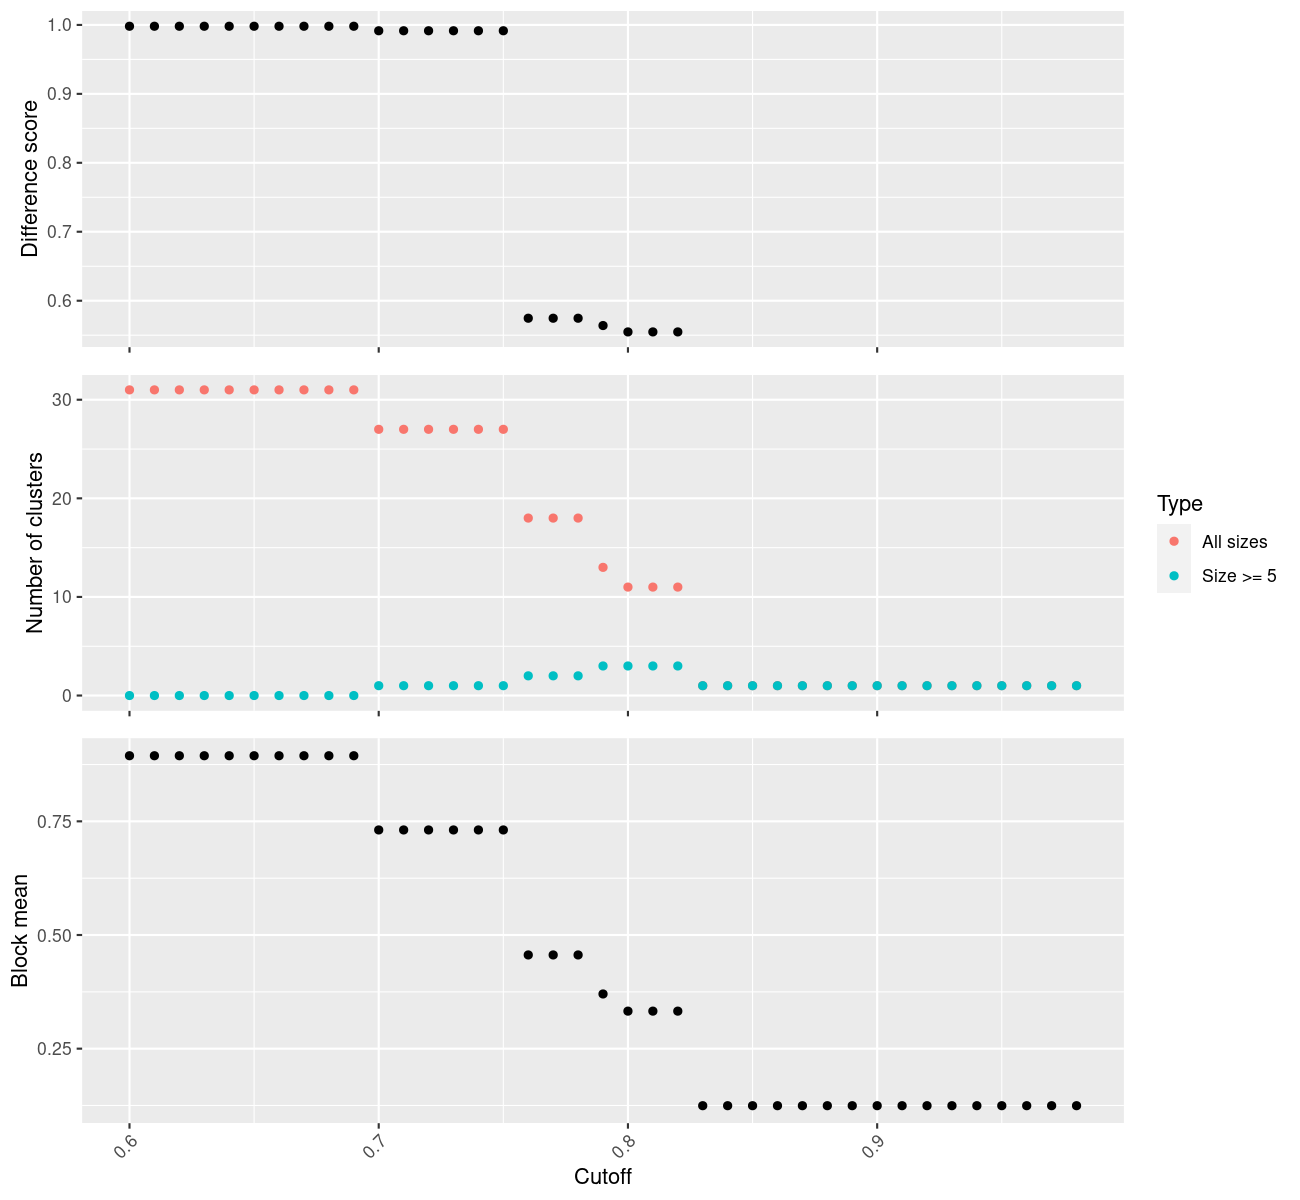 1.0
0.9
0.8
0.7
0.6
Difference score
30
20
10
0
Number of clusters
Type
All sizes
Size >= 5
0.75
0.50
0.25
Block mean
0.6
0.7
0.8
0.9
Cutoff